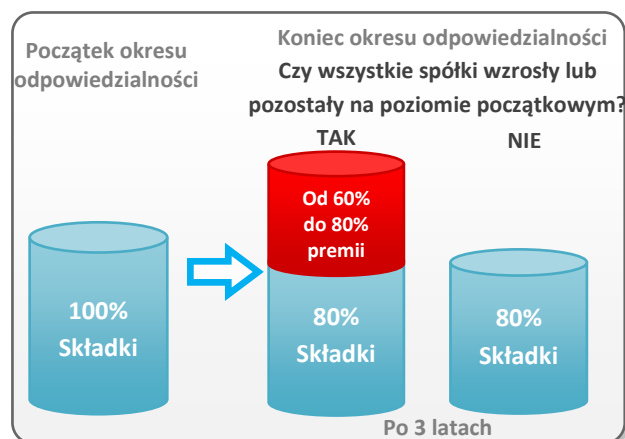 Początek okresu
odpowiedzialności
Koniec okresu odpowiedzialności
Czy wszystkie spółki wzrosły lub
pozostały na poziomie początkowym?
TAK
NIE
Od 60%
do 80%
premii
100%
Składki
80%
Składki
80%
Składki
Po 3 latach